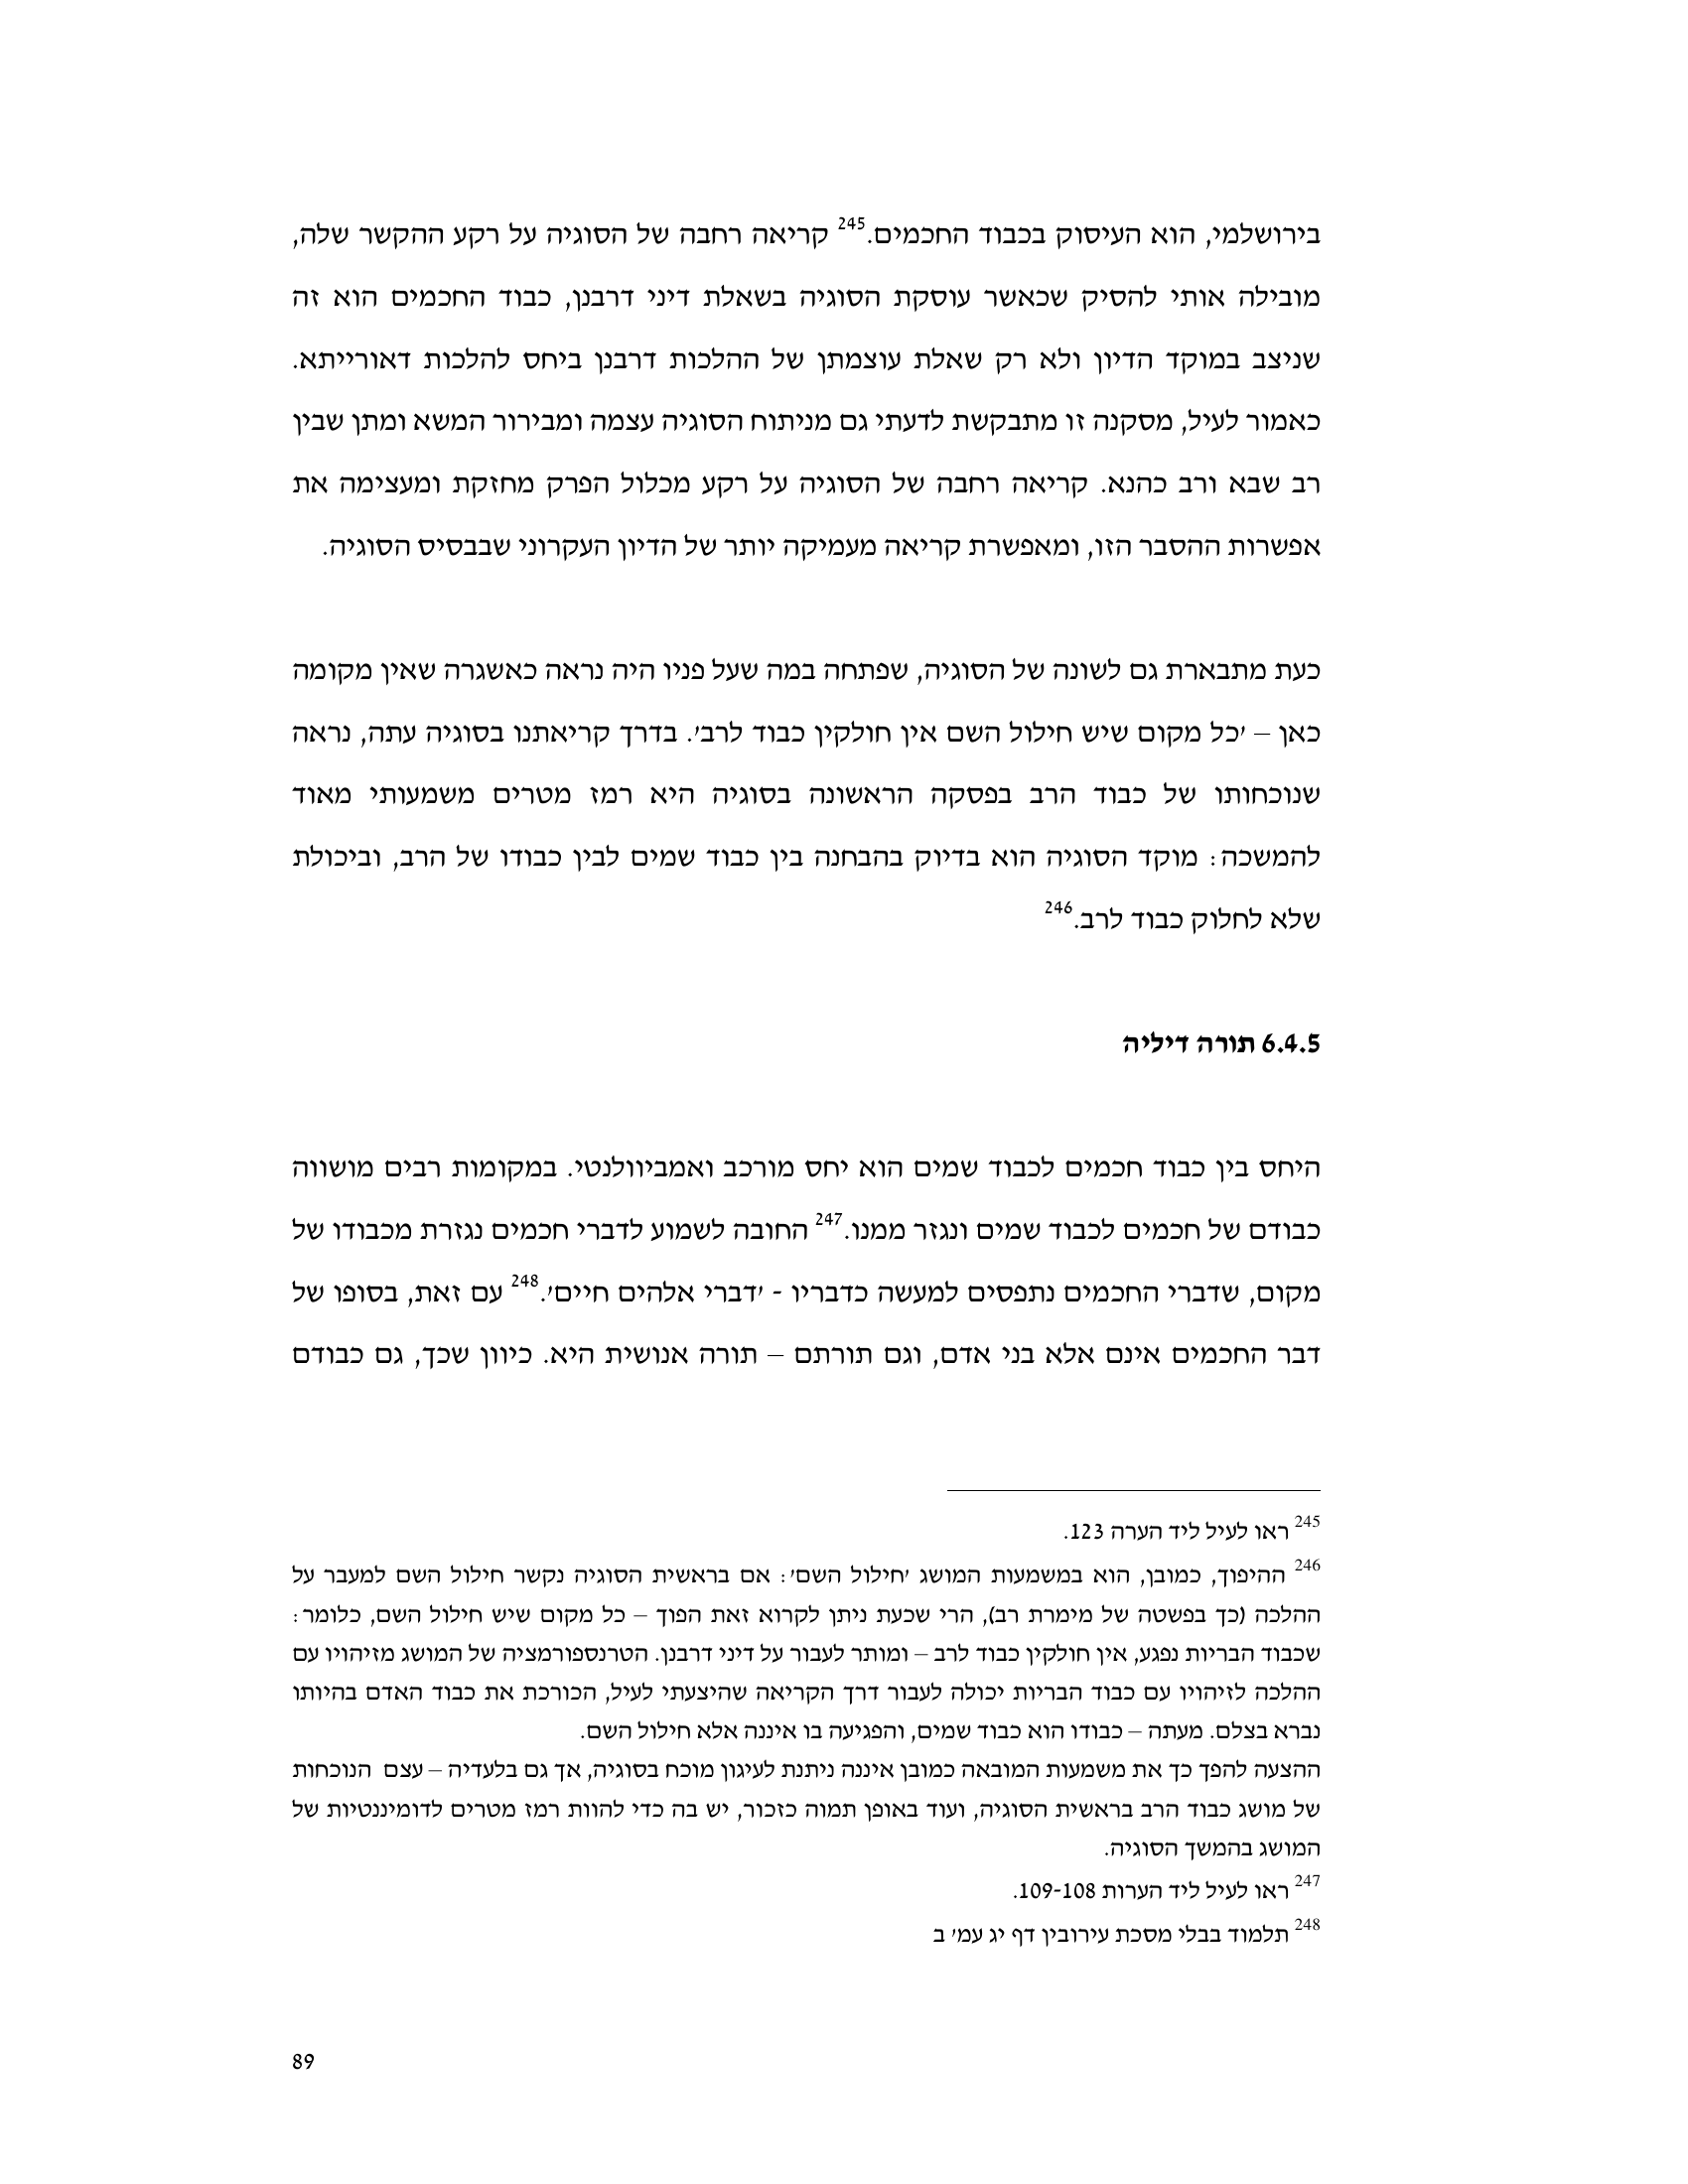 בירושלמי, הוא העיסוק בכבוד החכמים.245 קריאה רחבה של הסוגיה על רקע ההקשר שלה,
מובילה אותי להסיק שכאשר עוסקת הסוגיה בשאלת דיני דרבנן, כבוד החכמים הוא זה
שניצב במוקד הדיון ולא רק שאלת עוצמתן של ההלכות דרבנן ביחס להלכות דאורייתא.
כאמור לעיל, מסקנה זו מתבקשת לדעתי גם מניתוח הסוגיה עצמה ומבירור המשא ומתן שבין
רב שבא ורב כהנא. קריאה רחבה של הסוגיה על רקע מכלול הפרק מחזקת ומעצימה את
אפשרות ההסבר הזו, ומאפשרת קריאה מעמיקה יותר של הדיון העקרוני שבבסיס הסוגיה.
כעת מתבארת גם לשונה של הסוגיה, שפתחה במה שעל פניו היה נראה כאשגרה שאין מקומה
כאן – 'כל מקום שיש חילול השם אין חולקין כבוד לרב'. בדרך קריאתנו בסוגיה עתה, נראה
שנוכחותו של כבוד הרב בפסקה הראשונה בסוגיה היא רמז מטרים משמעותי מאוד
להמשכה: מוקד הסוגיה הוא בדיוק בהבחנה בין כבוד שמים לבין כבודו של הרב, וביכולת
שלא לחלוק כבוד לרב.246
6.4.5 תורה דיליה
היחס בין כבוד חכמים לכבוד שמים הוא יחס מורכב ואמביוולנטי. במקומות רבים מושווה
כבודם של חכמים לכבוד שמים ונגזר ממנו.247 החובה לשמוע לדברי חכמים נגזרת מכבודו של
מקום, שדברי החכמים נתפסים למעשה כדבריו - 'דברי אלהים חיים'.248 עם זאת, בסופו של
דבר החכמים אינם אלא בני אדם, וגם תורתם – תורה אנושית היא. כיוון שכך, גם כבודם
245 ראו לעיל ליד הערה 123.
246 ההיפוך, כמובן, הוא במשמעות המושג 'חילול השם': אם בראשית הסוגיה נקשר חילול השם למעבר על
ההלכה (כך בפשטה של מימרת רב), הרי שכעת ניתן לקרוא זאת הפוך – כל מקום שיש חילול השם, כלומר:
שכבוד הבריות נפגע, אין חולקין כבוד לרב – ומותר לעבור על דיני דרבנן. הטרנספורמציה של המושג מזיהויו עם
ההלכה לזיהויו עם כבוד הבריות יכולה לעבור דרך הקריאה שהיצעתי לעיל, הכורכת את כבוד האדם בהיותו
נברא בצלם. מעתה – כבודו הוא כבוד שמים, והפגיעה בו איננה אלא חילול השם.
ההצעה להפך כך את משמעות המובאה כמובן איננה ניתנת לעיגון מוכח בסוגיה, אך גם בלעדיה – עצם הנוכחות
של מושג כבוד הרב בראשית הסוגיה, ועוד באופן תמוה כזכור, יש בה כדי להוות רמז מטרים לדומיננטיות של
המושג בהמשך הסוגיה.
247 ראו לעיל ליד הערות 109-108.
248 תלמוד בבלי מסכת עירובין דף יג עמ' ב
89